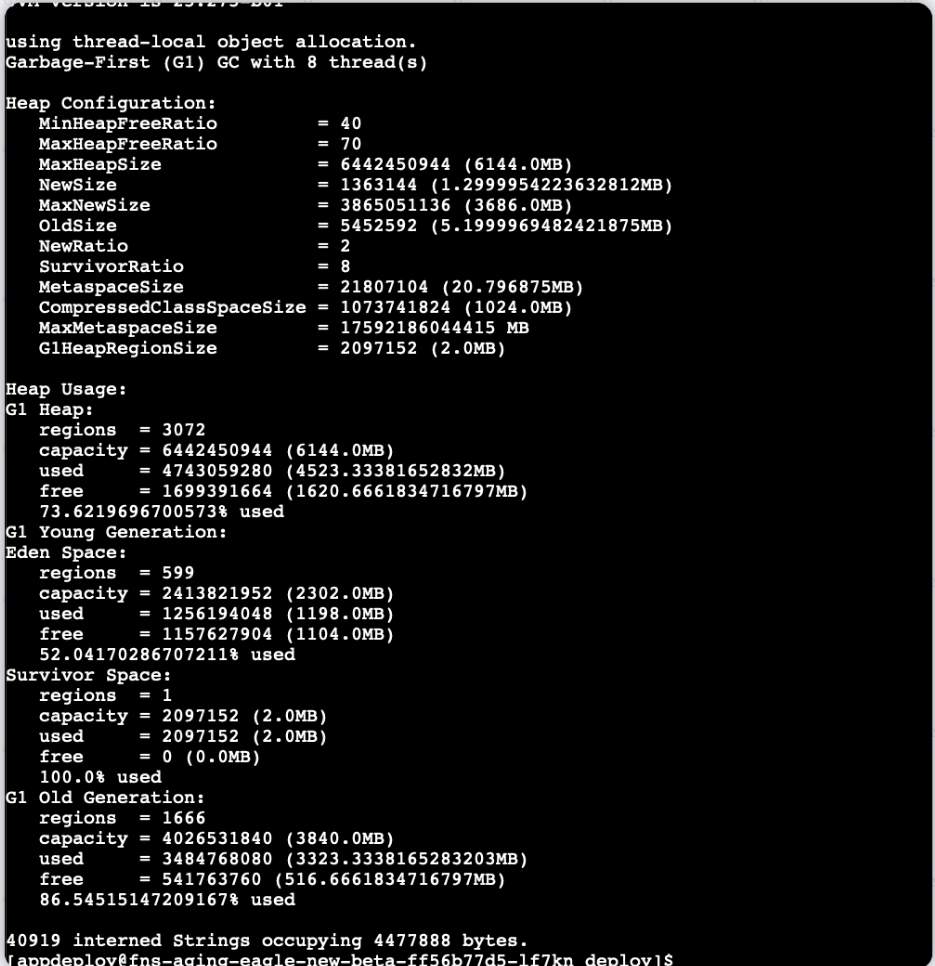 JVM version is 25.275-b01
using thread-local object allocation.
Garbage-First (G1) GC with 8 thread(s)
Heap Configuration:
MinHeapFreeRatio = 40
MaxHeapFreeRatio = 70
MaxHeapSize = 6442450944 (6144.0MB)
NewSize = 1363144 (1.2999954223632812MB)
MaxNewSize = 3865051136 (3686.0MB)
OldSize = 5452592 (5.1999969482421875MB)
NewRatio = 2
SurvivorRatio = 8
MetaspaceSize = 21807104 (20.796875MB)
CompressedClassSpaceSize = 1073741824 (1024.0MB)
MaxMetaspaceSize = 17592186044415 MB
G1HeapRegionSize = 2097152 (2.0MB)
Heap Usage:
G1 Heap:
regions = 3072
capacity = 6442450944 (6144.0MB)
used = 4743059280 (4523.33381652832MB)
free = 1699391664 (1620.6661834716797MB)
73.6219696700573% used
G1 Young Generation:
Eden Space:
regions = 599
capacity = 2413821952 (2302.0MB)
used = 1256194048 (1198.0MB)
free = 1157627904 (1104.0MB)
52.04170286707211% used
Survivor Space:
regions = 1
capacity = 2097152 (2.0MB)
used = 2097152 (2.0MB)
free = 0 (0.0MB)
100.0% used
G1 Old Generation:
regions = 1666
capacity = 4026531840 (3840.0MB)
used = 3484768080 (3323.3338165283203MB)
free = 541763760 (516.6661834716797MB)
86.54515147209167% used
40919 interned Strings occupying 4477888 bytes.
[appdeploy@fns-aging-eagle-new-beta-ff56b77d5-lf7kn deploy]$